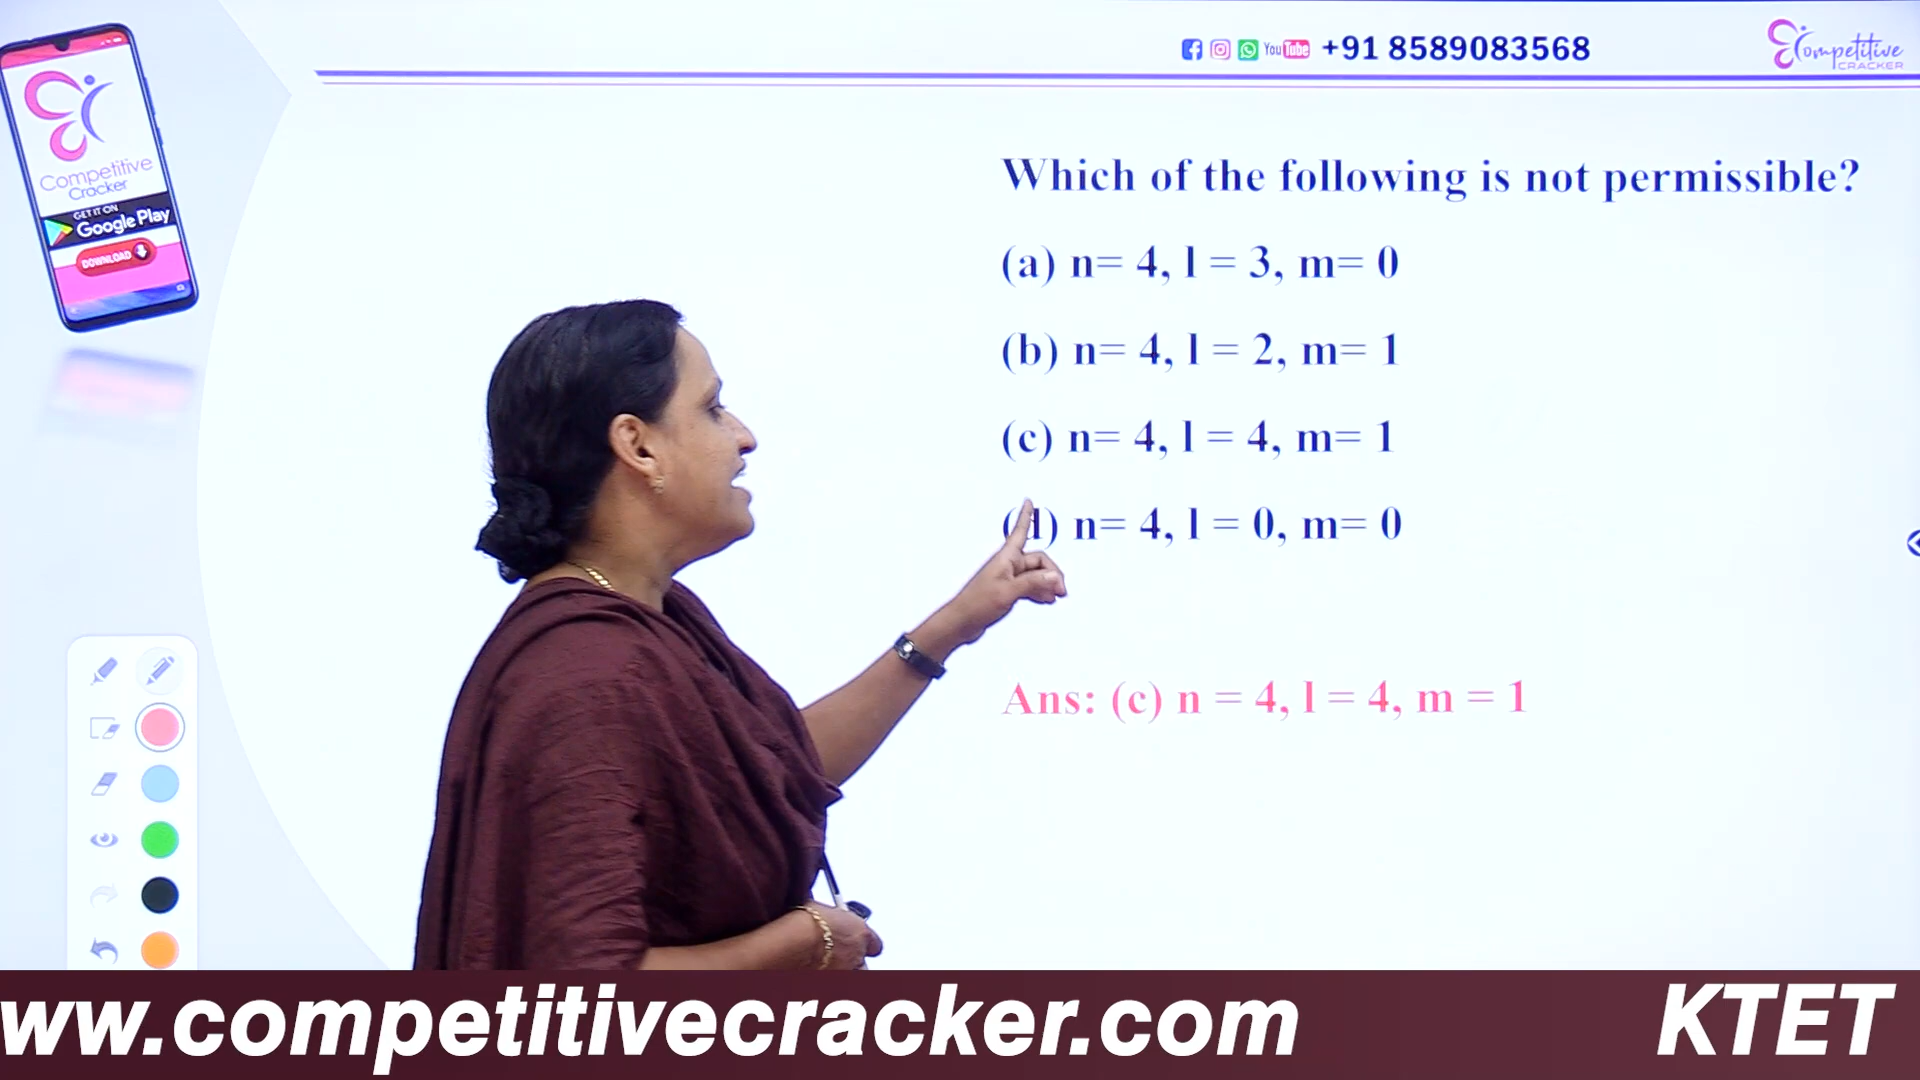 You Tube +91 8589083568
Competitive
CRACKER
Competitive
Cracker
GET IT ON
Google Play
DOWNLOAD
Which of the following is not permissible?
(a) n= 4, l = 3, m= 0
(b) n= 4, l = 2, m= 1
(c) n= 4, l = 4, m= 1
(d) n= 4, l = 0, m= 0
Ans: (c) n = 4, l = 4, m = 1
ww.competitivecracker.com KTET